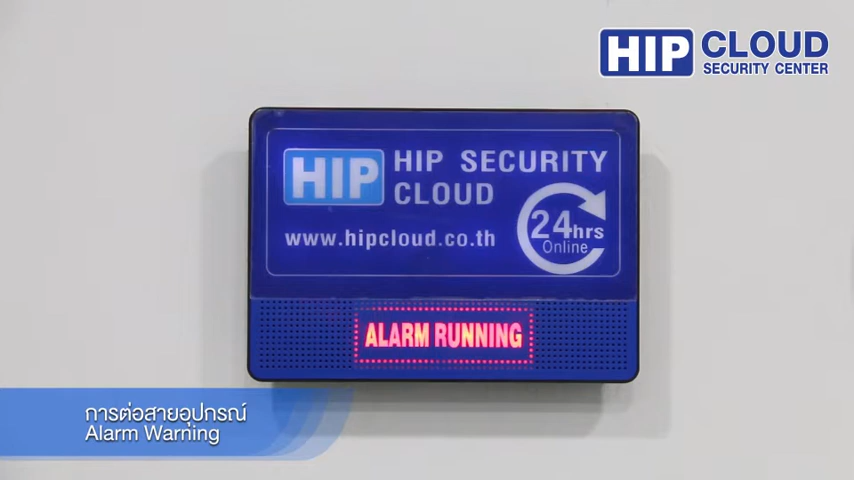 HIP CLOUD
SECURITY CENTER
HIP HIP SECURITY
CLOUD
24hrs
Online
www.hipcloud.co.th
ALARM RUNNING
การต่อสายอุปกรณ์
Alarm Warning